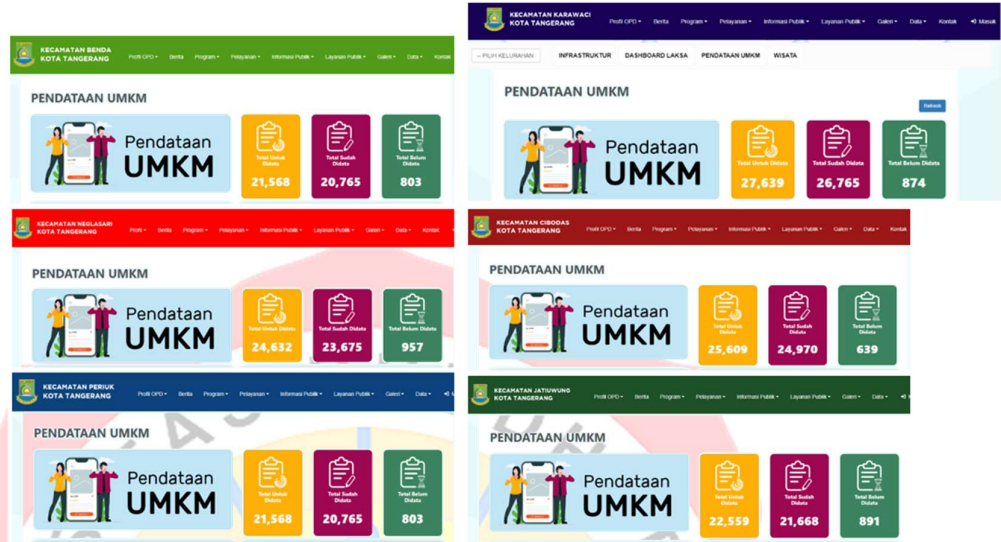 KECAMATAN BENDA
KOTA TANGERANG
Profil OPD Berita Program Pelayanan Informasi Publik Layanan Publik Galeri Data Kontak
PENDATAAN UMKM
Pendataan
UMKM
Total Untuk
Didata
21,568
Total Sudah
Didata
20,765
Total Belum
Didata
803
KECAMATAN KARAWACI
KOTA TANGERANG
Profil OPD Berita Program Pelayanan Informasi Publik Layanan Publik Galeri Data Kontak Masuk
-- PILIH KELURAHAN INFRASTRUKTUR DASHBOARD LAKSA PENDATAAN UMKM WISATA
PENDATAAN UMKM
Pendataan
UMKM
Total Untuk Didata
27,639
Total Sudah Didata
26,765
Total Belum Didata
874
KECAMATAN NEGLASARI
KOTA TANGERANG
Profil Berita Program Pelayanan Informasi Publik Layanan Publik Galeri Data Kontak
PENDATAAN UMKM
Pendataan
UMKM
Total Untuk Didata
24,632
Total Sudah Didata
23,675
Total Belum Didata
957
KECAMATAN CIBODAS
KOTA TANGERANG
Profil OPD Berita Program Pelayanan Informasi Publik Layanan Publik Galeri Data Kontak
PENDATAAN UMKM
Pendataan
UMKM
Total Untuk
Didata
25,609
Total Sudah
Didata
24,970
Total Belum
Didata
639
KECAMATAN PERIUK
KOTA TANGERANG
Profil OPD Berita Program Pelayanan Informasi Publik Layanan Publik Galeri Data
PENDATAAN UMKM
Pendataan
UMKM
Total Untuk
Didata
21,568
Total Sudah
Didata
20,765
Total Belum
Didata
803
KECAMATAN JATIUWUNG
KOTA TANGERANG
Profil OPD Berita Program Pelayanan Informasi Publik Layanan Publik Galeri Data
PENDATAAN UMKM
Pendataan
UMKM
Total Untuk
Didata
22,559
Total Sudah
Didata
21,668
Total Belum
Didata
891